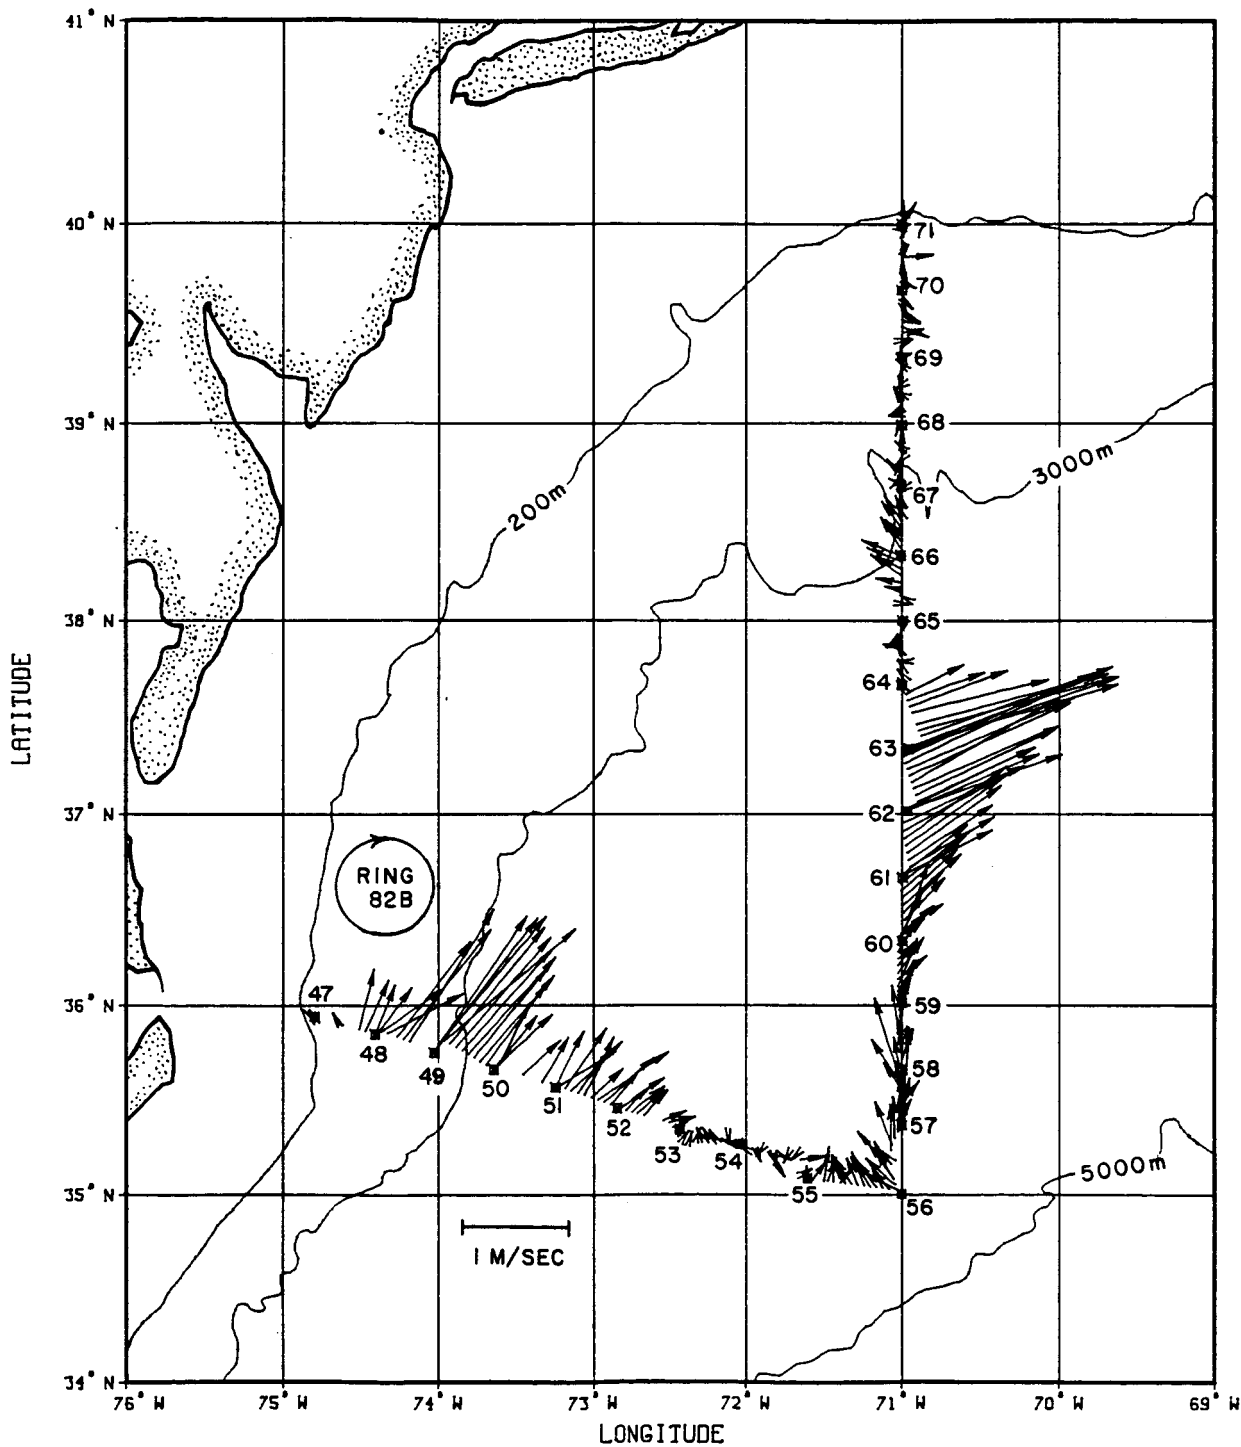 41° N
40° N
71
70
69
39° N
68
3000m
67
200m
66
38° N
65
64
LATITUDE
63
37° N
62
RING
82B
61
60
47
36° N
59
48
58
49
50
51
57
52
53
54
5000m
35° N
55
56
1 M/SEC
34° N
76° W
75° W
74° W
73° W
72° W
71° W
70° W
69° W
LONGITUDE